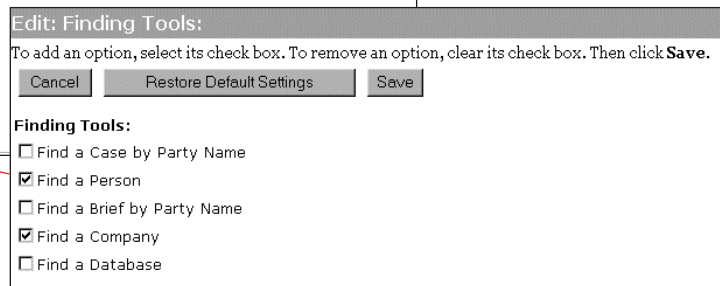 Edit: Finding Tools:
To add an option, select its check box. To remove an option, clear its check box. Then click Save.
Cancel Restore Default Settings Save
Finding Tools:
Find a Case by Party Name
Find a Person
Find a Brief by Party Name
Find a Company
Find a Database